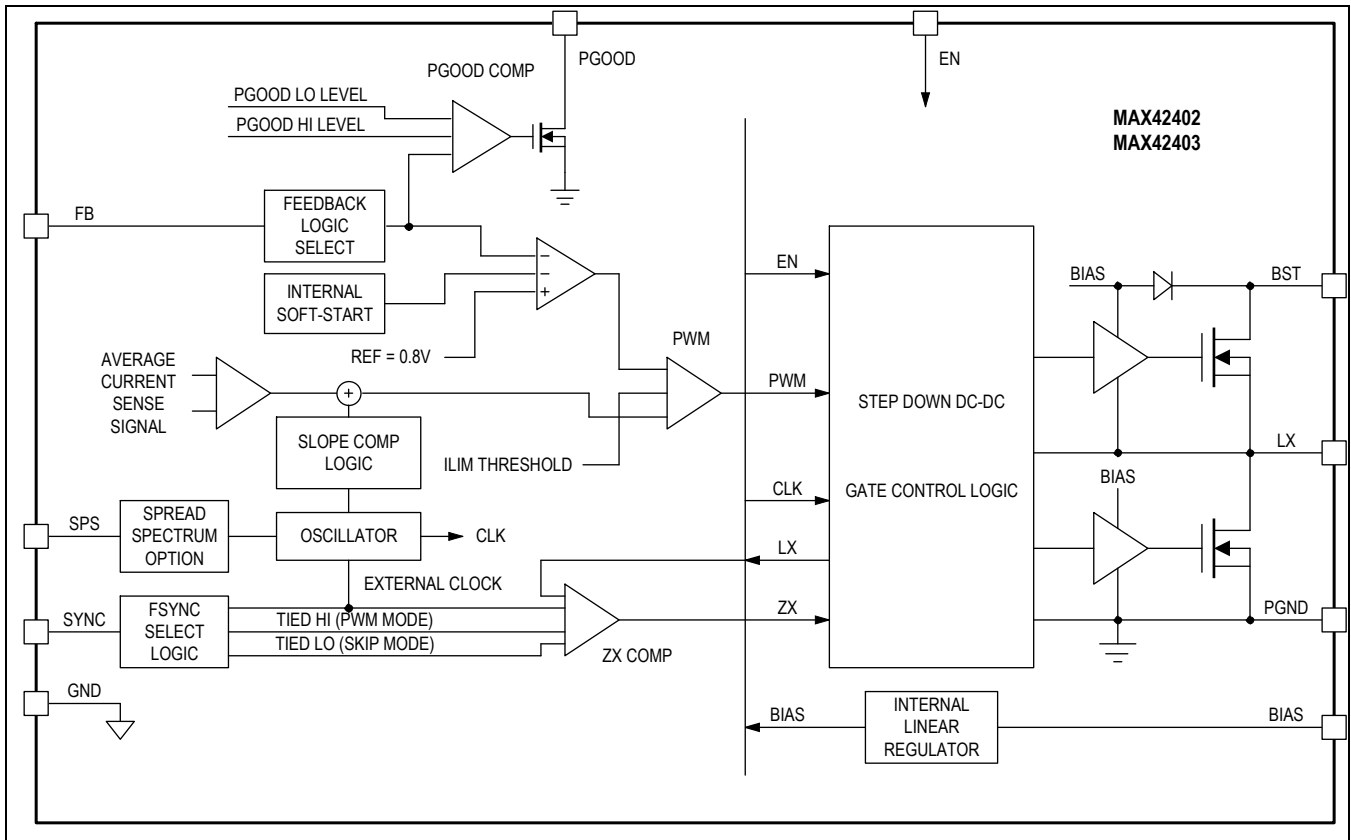 PGOOD
EN
PGOOD COMP
PGOOD LO LEVEL
PGOOD HI LEVEL
MAX42402
MAX42403
FB
FEEDBACK
LOGIC
SELECT
INTERNAL
SOFT-START
−
−
+
REF = 0.8V
AVERAGE
CURRENT
SENSE
SIGNAL
+
SLOPE COMP
LOGIC
ILIM THRESHOLD
PWM
SPS
SPREAD
SPECTRUM
OPTION
OSCILLATOR
CLK
EXTERNAL CLOCK
SYNC
FSYNC
SELECT
LOGIC
TIED HI (PWM MODE)
TIED LO (SKIP MODE)
ZX COMP
GND
EN
PWM
CLK
LX
ZX
STEP DOWN DC-DC
GATE CONTROL LOGIC
BIAS
BST
LX
BIAS
PGND
BIAS
INTERNAL
LINEAR
REGULATOR
BIAS